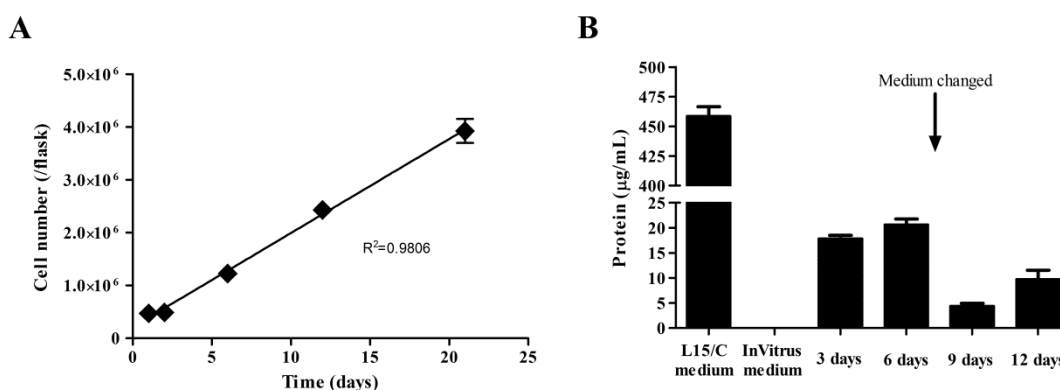 A
Cell number (/flask)
5.0×10⁶
4.0×10⁶
3.0×10⁶
2.0×10⁶
1.0×10⁶
0
R²=0.9806
0 5 10 15 20 25
Time (days)
B
Protein (µg/mL)
500
475
450
425
400
25
20
15
10
5
0
Medium changed
L15/C medium
InVitrus medium
3 days
6 days
9 days
12 days